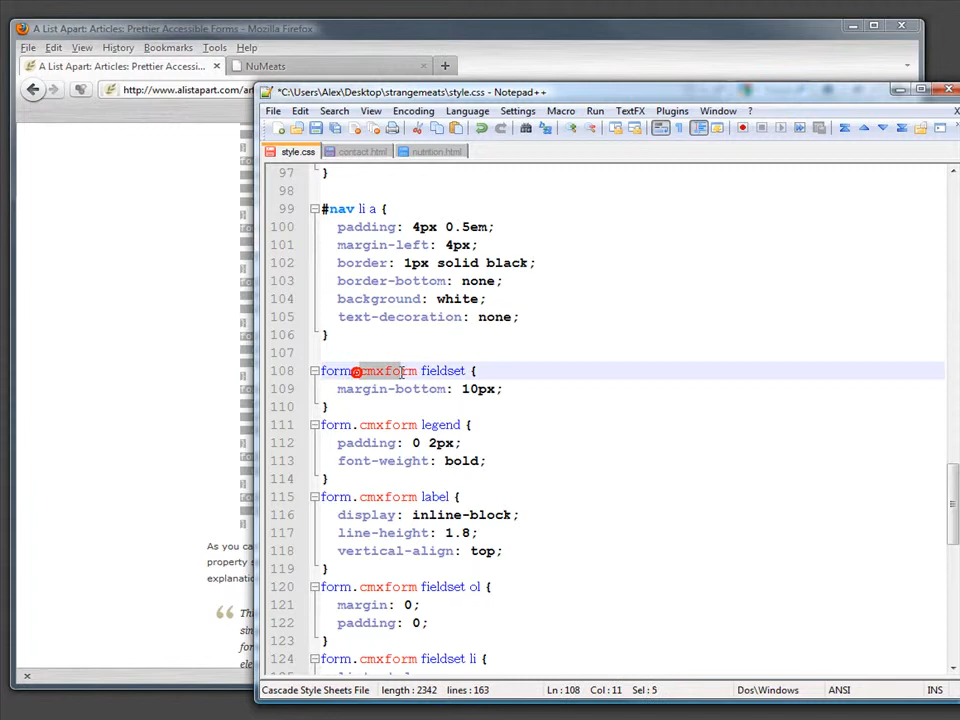 A List Apart: Articles: Prettier Accessible Forms - Mozilla Firefox
File Edit View History Bookmarks Tools Help
A List Apart: Articles: Prettier Accessi...
NuMeats
http://www.alistapart.com/ar
As you ca
property s
explanatio
This
sin
for
ele
*C:\Users\Alex\Desktop\strangemeats\style.css - Notepad++
File Edit Search View Encoding Language Settings Macro Run TextFX Plugins Window ?
style.css contact.html nutrition.html
97 }
98
99 #nav li a {
100 padding: 4px 0.5em;
101 margin-left: 4px;
102 border: 1px solid black;
103 border-bottom: none;
104 background: white;
105 text-decoration: none;
106 }
107
108 form.cmxform fieldset {
109 margin-bottom: 10px;
110 }
111 form.cmxform legend {
112 padding: 0 2px;
113 font-weight: bold;
114 }
115 form.cmxform label {
116 display: inline-block;
117 line-height: 1.8;
118 vertical-align: top;
119 }
120 form.cmxform fieldset ol {
121 margin: 0;
122 padding: 0;
123 }
124 form.cmxform fieldset li {
Cascade Style Sheets File length : 2342 lines : 163 Ln : 108 Col : 11 Sel : 5 Dos\Windows ANSI INS